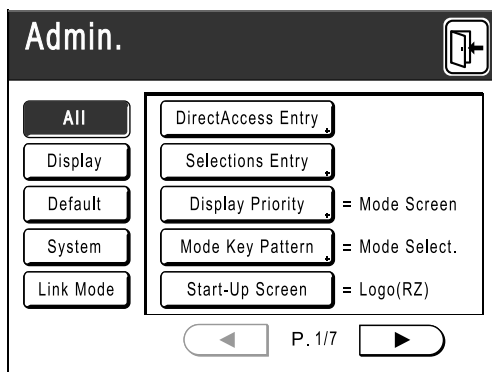 Admin.
All
Display
Default
System
Link Mode
DirectAccess Entry
Selections Entry
Display Priority = Mode Screen
Mode Key Pattern = Mode Select.
Start-Up Screen = Logo(RZ)
P. 1/7